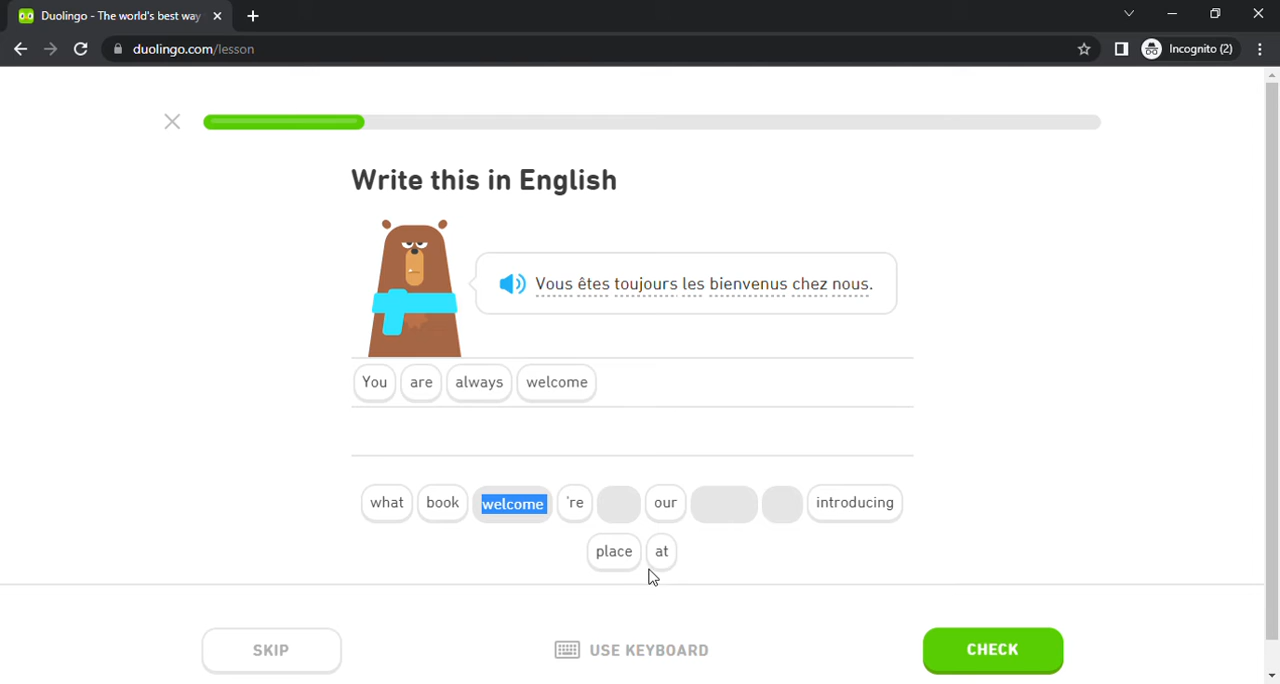 Duolingo - The world's best way
duolingo.com/lesson
Incognito (2)
Write this in English
Vous êtes toujours les bienvenus chez nous.
You are always welcome
what book welcome 're our introducing
place at
SKIP
USE KEYBOARD
CHECK